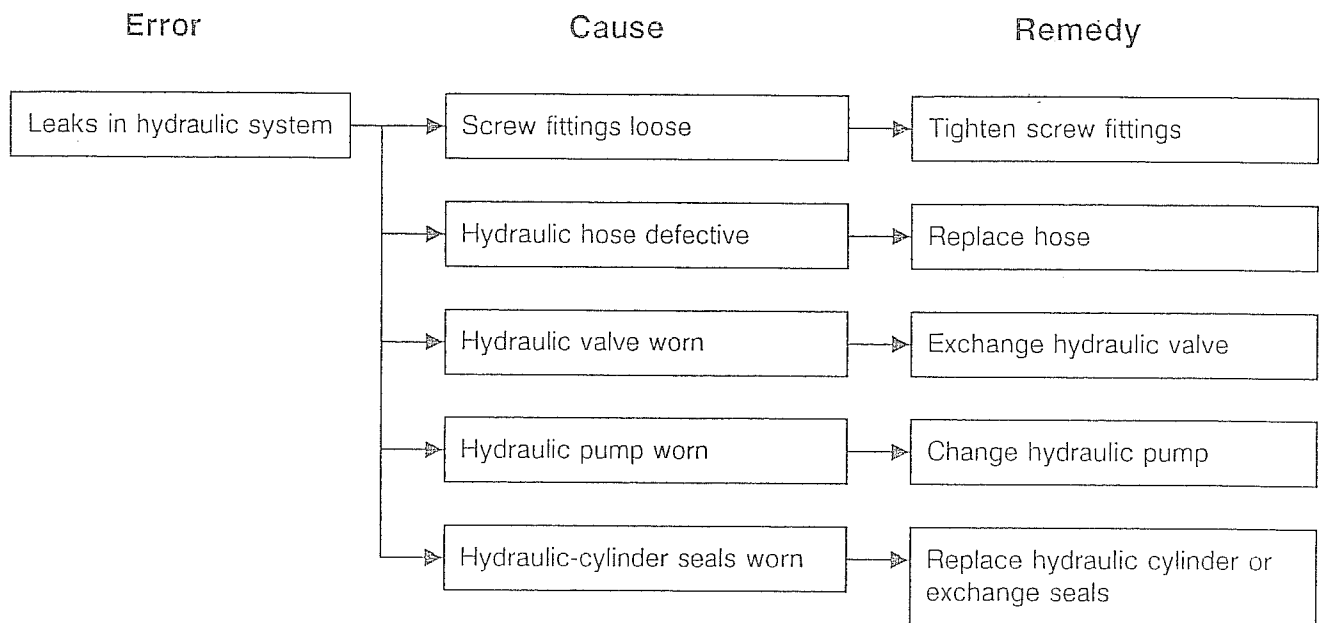 Error
Cause
Remedy
Leaks in hydraulic system
Screw fittings loose
Tighten screw fittings
Hydraulic hose defective
Replace hose
Hydraulic valve worn
Exchange hydraulic valve
Hydraulic pump worn
Change hydraulic pump
Hydraulic-cylinder seals worn
Replace hydraulic cylinder or
exchange seals